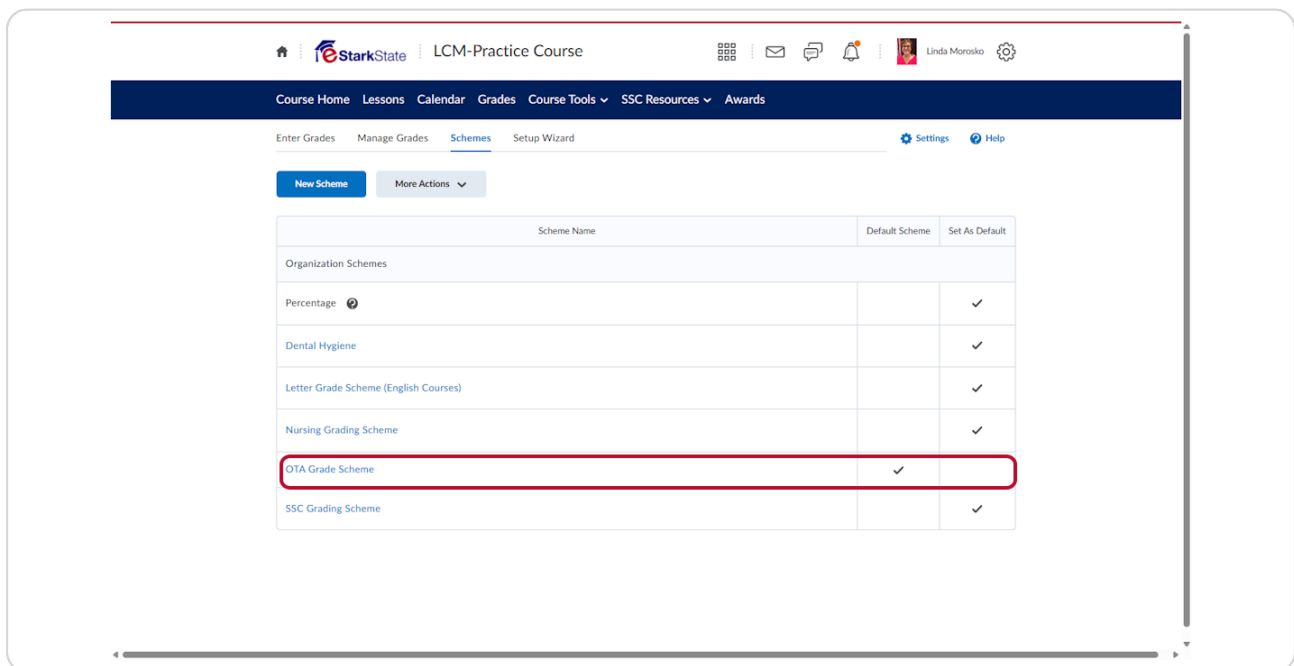 eStarkState LCM-Practice Course Linda Morosko
Course Home Lessons Calendar Grades Course Tools SSC Resources Awards
Enter Grades Manage Grades Schemes Setup Wizard Settings Help
New Scheme More Actions
Scheme Name Default Scheme Set As Default
Organization Schemes
Percentage
Dental Hygiene
Letter Grade Scheme (English Courses)
Nursing Grading Scheme
OTA Grade Scheme
SSC Grading Scheme